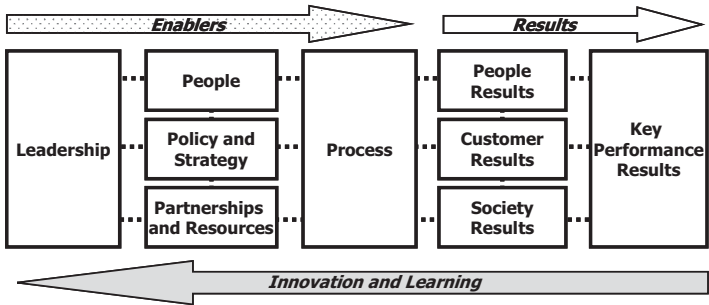 Enablers
Results
Leadership
People
Policy and
Strategy
Partnerships
and Resources
Process
People
Results
Customer
Results
Society
Results
Key
Performance
Results
Innovation and Learning